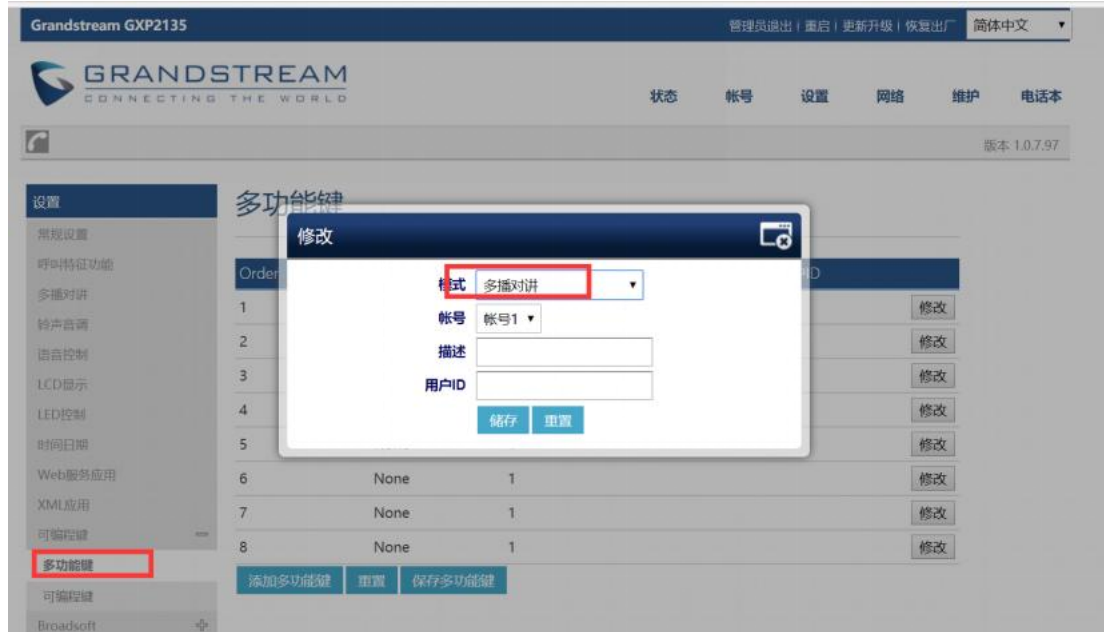 Grandstream GXP2135 管理员退出 | 重启 | 更新升级 | 恢复出厂 简体中文
GRANDSTREAM
CONNECTING THE WORLD
状态 帐号 设置 网络 维护 电话本
版本 1.0.7.97
设置
多功能键
常规设置
呼叫特征功能
多播对讲
铃声音调
语音控制
LCD显示
LED控制
时间日期
Web服务应用
XML应用
可编程键
多功能键
可编程键
Broadsoft
修改
模式 多播对讲
帐号 帐号1
描述
用户ID
储存 重置
Order
1 修改
2 修改
3 修改
4 修改
5 修改
6 None 1 修改
7 None 1 修改
8 None 1 修改
添加多功能键 重置 保存多功能键